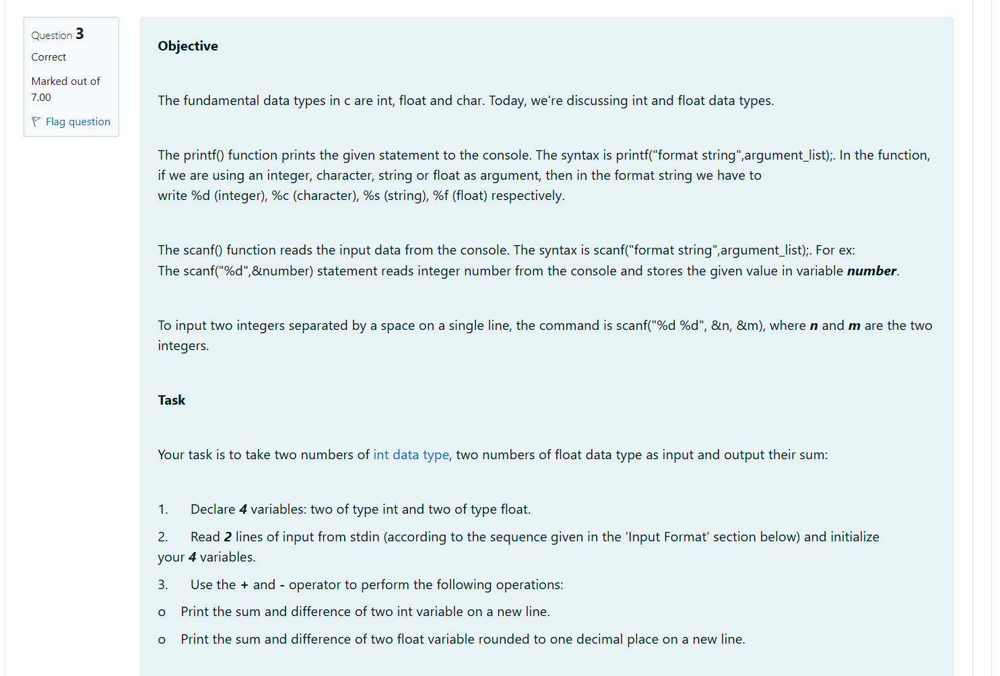 Question 3
Correct
Marked out of
7.00
Flag question
Objective
The fundamental data types in c are int, float and char. Today, we're discussing int and float data types.
The printf() function prints the given statement to the console. The syntax is printf("format string",argument_list);. In the function,
if we are using an integer, character, string or float as argument, then in the format string we have to
write %d (integer), %c (character), %s (string), %f (float) respectively.
The scanf() function reads the input data from the console. The syntax is scanf("format string",argument_list);. For ex:
The scanf("%d",&number) statement reads integer number from the console and stores the given value in variable number.
To input two integers separated by a space on a single line, the command is scanf("%d %d", &n, &m), where n and m are the two
integers.
Task
Your task is to take two numbers of int data type, two numbers of float data type as input and output their sum:
1. Declare 4 variables: two of type int and two of type float.
2. Read 2 lines of input from stdin (according to the sequence given in the 'Input Format' section below) and initialize
your 4 variables.
3. Use the + and - operator to perform the following operations:
o Print the sum and difference of two int variable on a new line.
o Print the sum and difference of two float variable rounded to one decimal place on a new line.